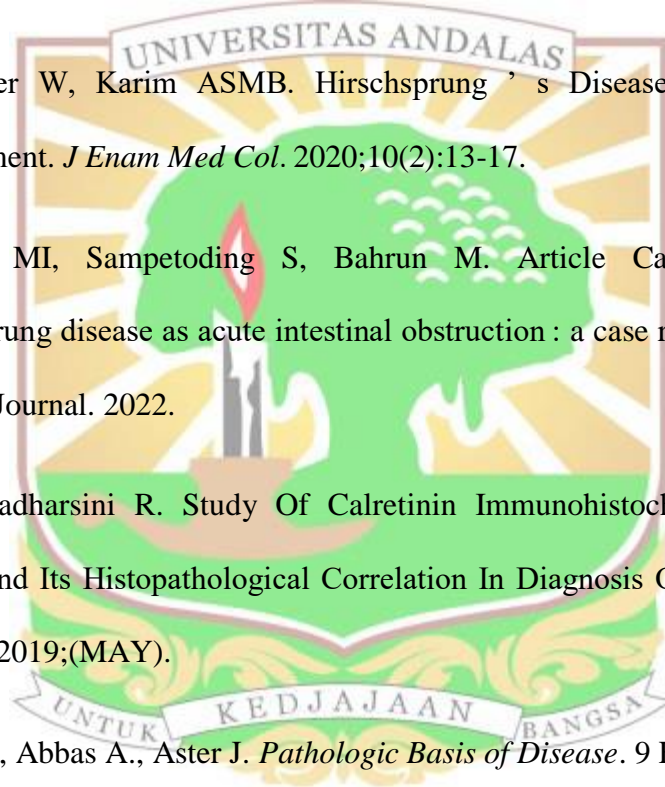 UNIVERSITAS ANDALAS
er W, Karim ASMB. Hirschsprung ’ s Disease
ment. J Enam Med Col. 2020;10(2):13-17.
MI, Sampetoding S, Bahrun M. Article Ca
rung disease as acute intestinal obstruction : a case
Journal. 2022.
adharsini R. Study Of Calretinin Immunohistoch
nd Its Histopathological Correlation In Diagnosis
2019;(MAY).
UNTUK KEDJAJAAN BANGSA
, Abbas A., Aster J. Pathologic Basis of Disease. 9